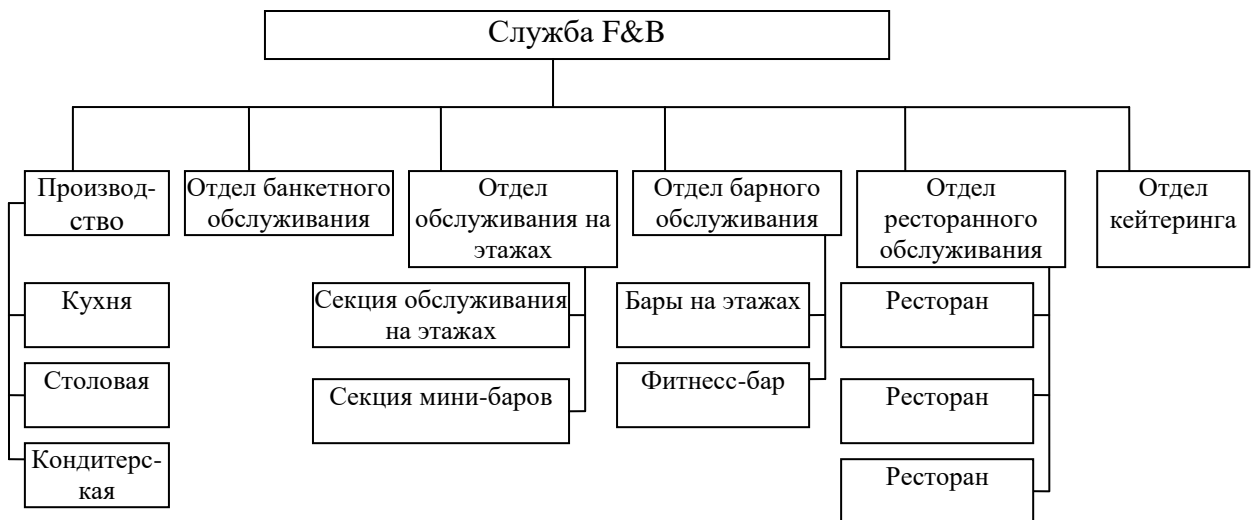 Служба F&B
Производ-
ство
Отдел банкетного
обслуживания
Отдел
обслуживания на
этажах
Отдел барного
обслуживания
Отдел
ресторанного
обслуживания
Отдел
кейтеринга
Кухня
Столовая
Кондитерс-
кая
Секция обслуживания
на этажах
Секция мини-баров
Бары на этажах
Фитнесс-бар
Ресторан
Ресторан
Ресторан